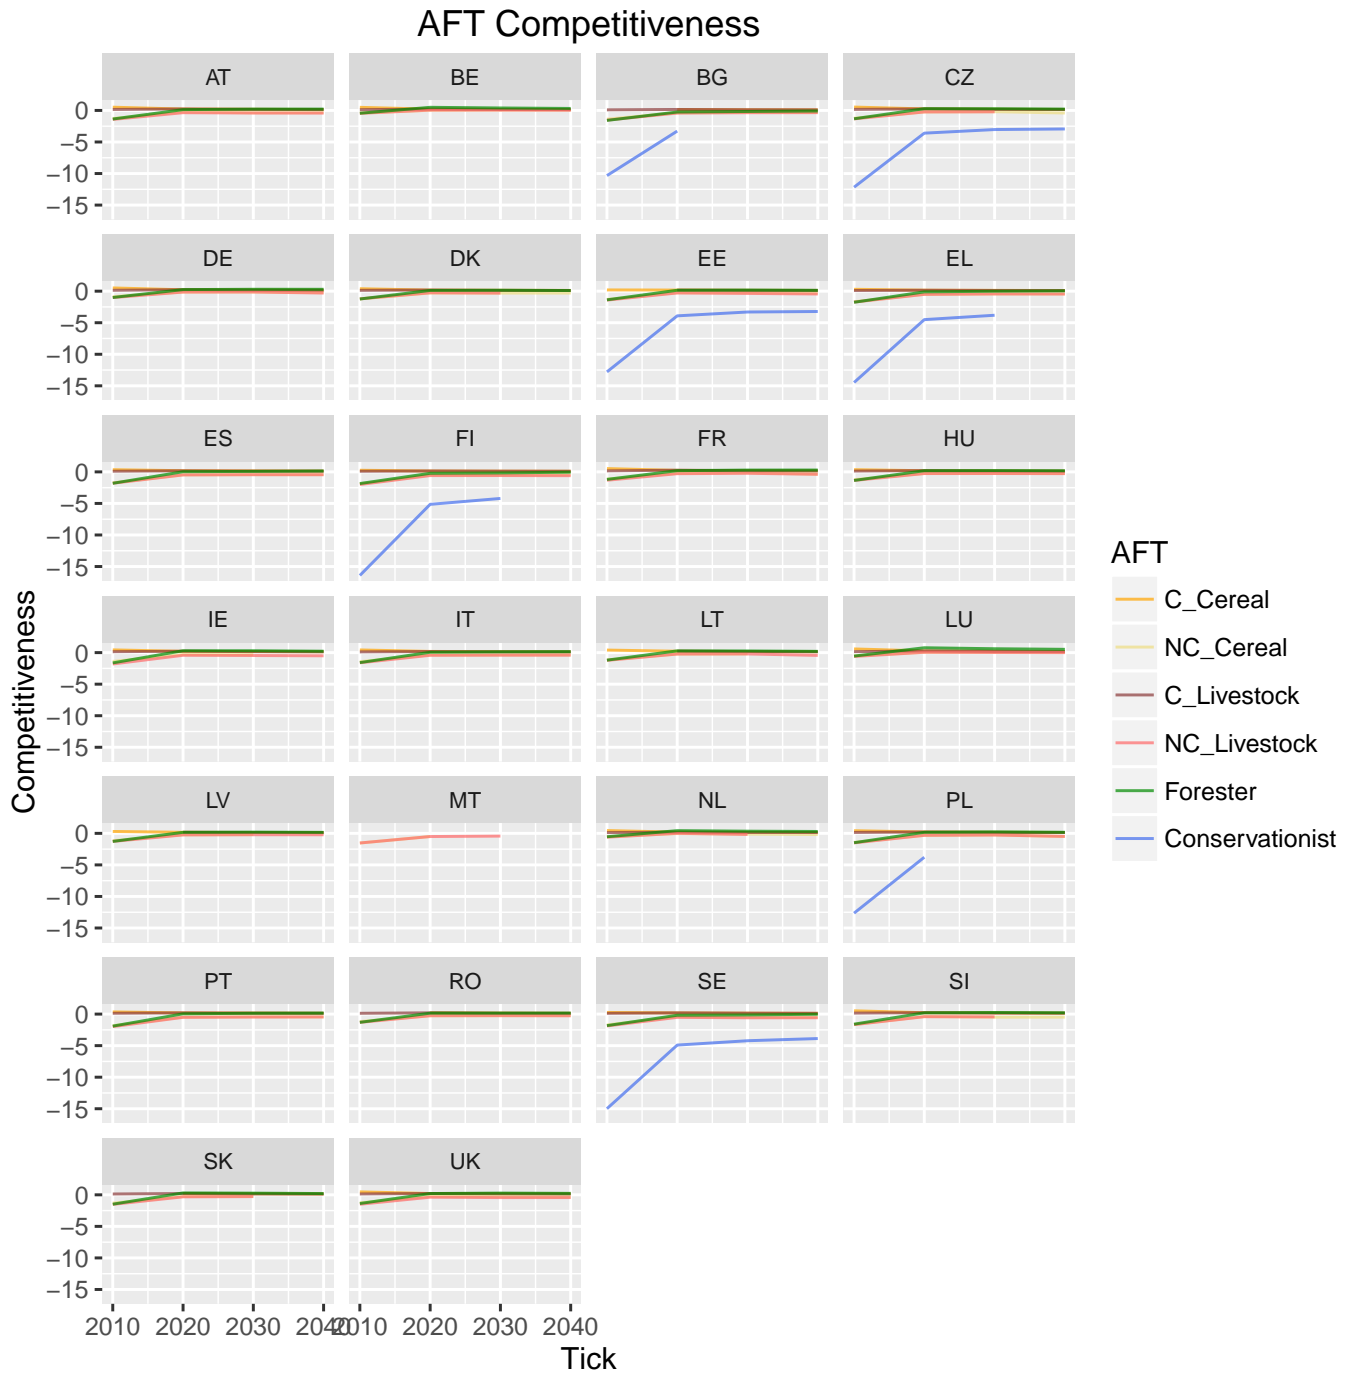 AFT Competitiveness
AT BE BG CZ
0
−5
−10
−15
DE DK EE EL
0
−5
−10
−15
ES FI FR HU
0
−5
−10
−15
IE IT LT LU
0
−5
−10
−15
LV MT NL PL
0
−5
−10
−15
PT RO SE SI
0
−5
−10
−15
SK UK
0
−5
−10
−15
2010 2020 2030 2040 2010 2020 2030 2040
Tick
Competitiveness
AFT
C_Cereal
NC_Cereal
C_Livestock
NC_Livestock
Forester
Conservationist